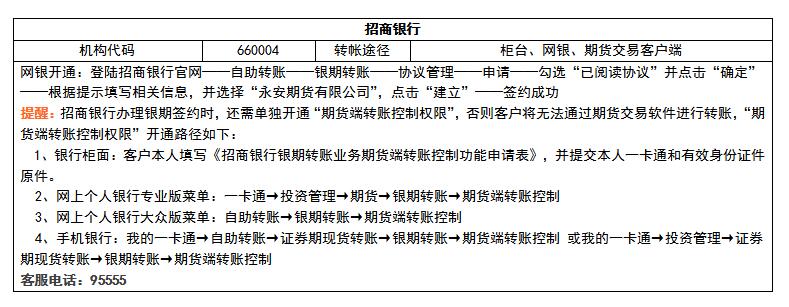 招商银行
机构代码 660004 转帐途径 柜台、网银、期货交易客户端
网银开通：登陆招商银行官网——自助转账——银期转账——协议管理——申请——勾选“已阅读协议”并点击“确定”
——根据提示填写相关信息，并选择“永安期货有限公司”，点击“建立”——签约成功
提醒：招商银行办理银期签约时，还需单独开通“期货端转账控制权限”，否则客户将无法通过期货交易软件进行转账，“期
货端转账控制权限”开通路径如下：
1、银行柜面：客户本人填写《招商银行银期转账业务期货端转账控制功能申请表》，并提交本人一卡通和有效身份证件
原件。
2、网上个人银行专业版菜单：一卡通→投资管理→期货→银期转账→期货端转账控制
3、网上个人银行大众版菜单：自助转账→银期转账→期货端转账控制
4、手机银行：我的一卡通→自助转账→证券期现货转账→银期转账→期货端转账控制 或我的一卡通→投资管理→证券
期现货转账→银期转账→期货端转账控制
客服电话：95555